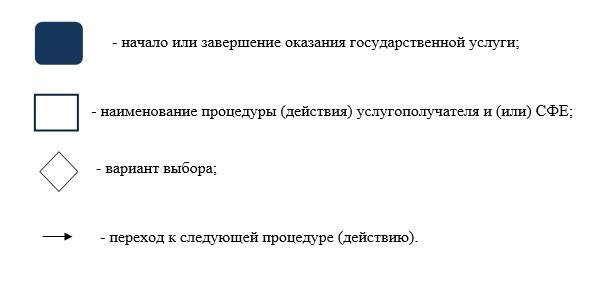 - начало или завершение оказания государственной услуги;
- наименование процедуры (действия) услугополучателя и (или) СФЕ;
- вариант выбора;
- переход к следующей процедуре (действию).